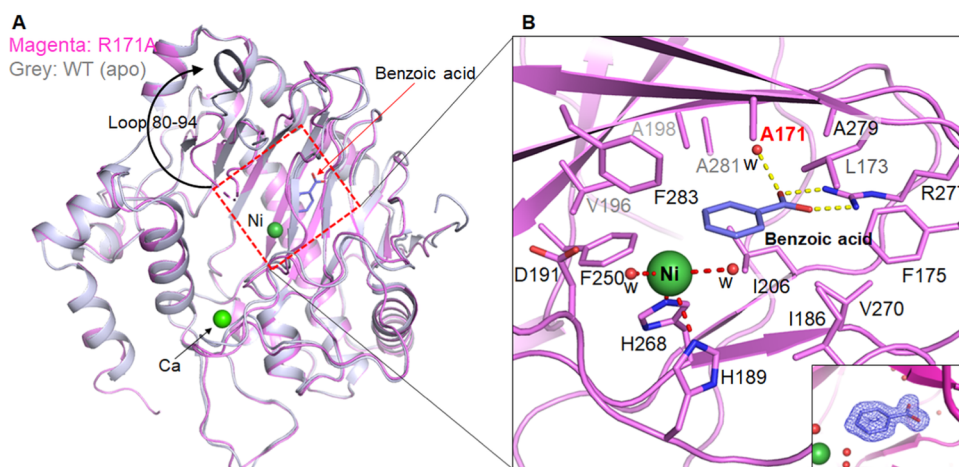 A
Magenta: R171A
Grey: WT (apo)
Benzoic acid
Loop 80-94
Ni
Ca
B
A198
A171
A279
A281
w
L173
R277
F283
V196
Benzoic acid
D191
F250
w
Ni
w
I206
F175
I186
V270
H268
H189